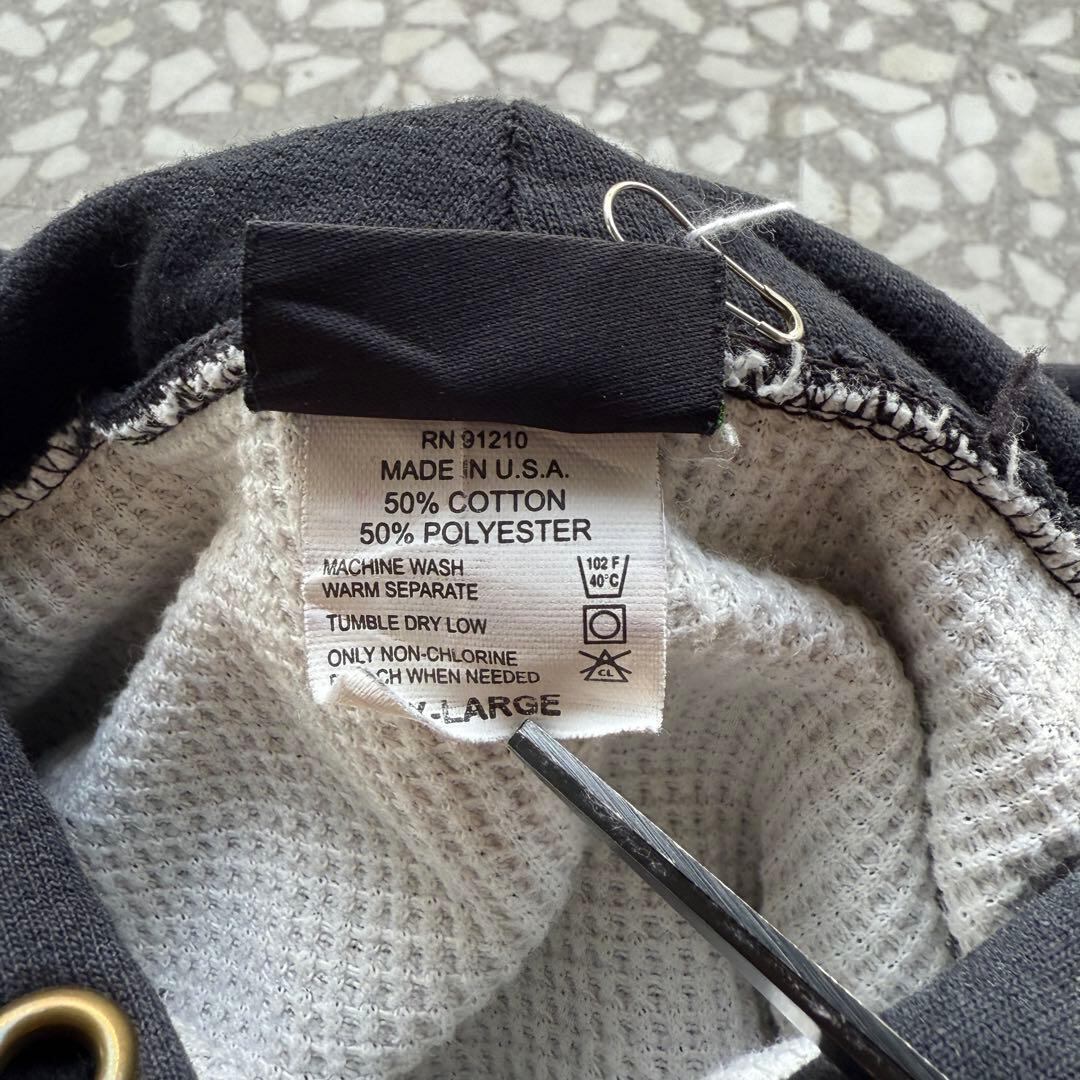 RN 91210
MADE IN U.S.A.
50% COTTON
50% POLYESTER
MACHINE WASH
WARM SEPARATE
102 F
40°C
TUMBLE DRY LOW
ONLY NON-CHLORINE
WHEN NEEDED
CL
X-LARGE